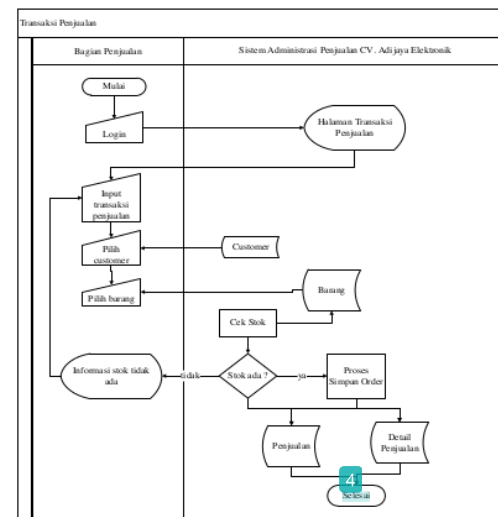 Transaksi Penjualan
Bagian Penjualan
Sistem Administrasi Penjualan CV. Adijaya Elektronik
Mulai
Login
Halaman Transaksi
Penjualan
Input
transaksi
penjualan
Pilih
customer
Customer
Pilih barang
Barang
Cek Stok
Informasi stok tidak
ada
tidak
Stok ada ?
ya
Proses
Simpan Order
Penjualan
Detail
Penjualan
4
Selesai